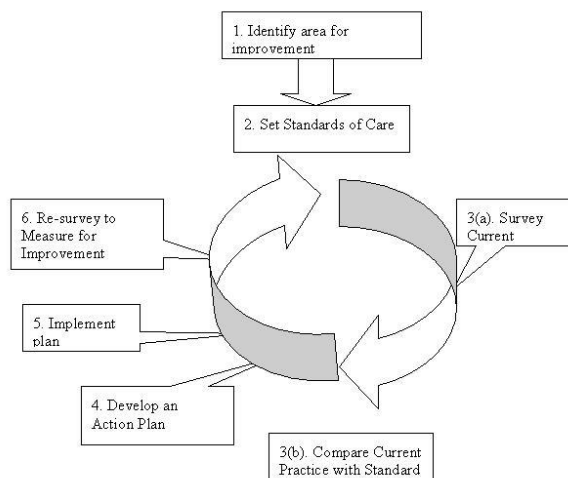 1. Identify area for
improvement
2. Set Standards of Care
3(a). Survey
Current
3(b). Compare Current
Practice with Standard
4. Develop an
Action Plan
5. Implement
plan
6. Re-survey to
Measure for
Improvement